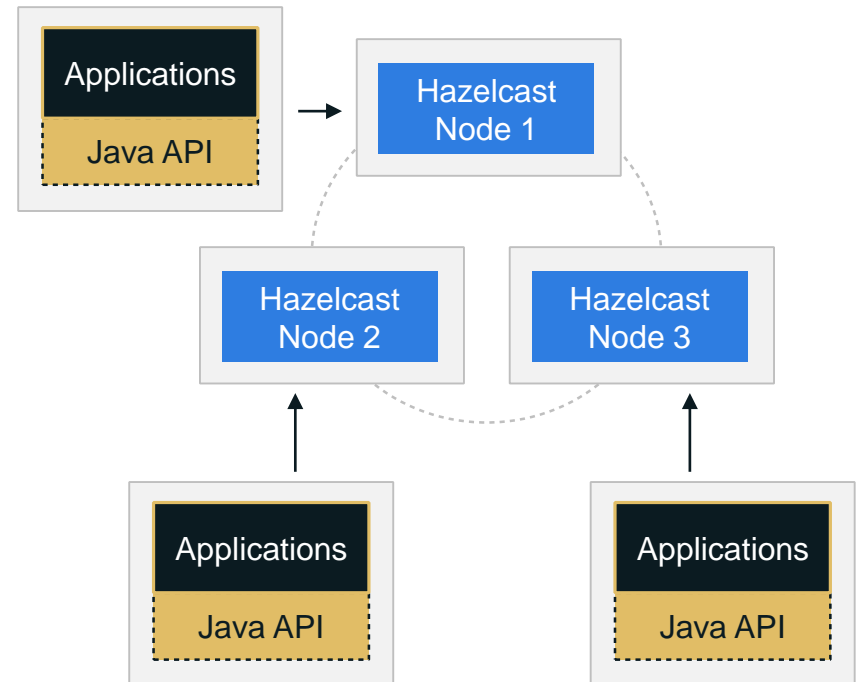 Applications
Java API
Hazelcast
Node 1
Hazelcast
Node 2
Hazelcast
Node 3
Applications
Java API
Applications
Java API